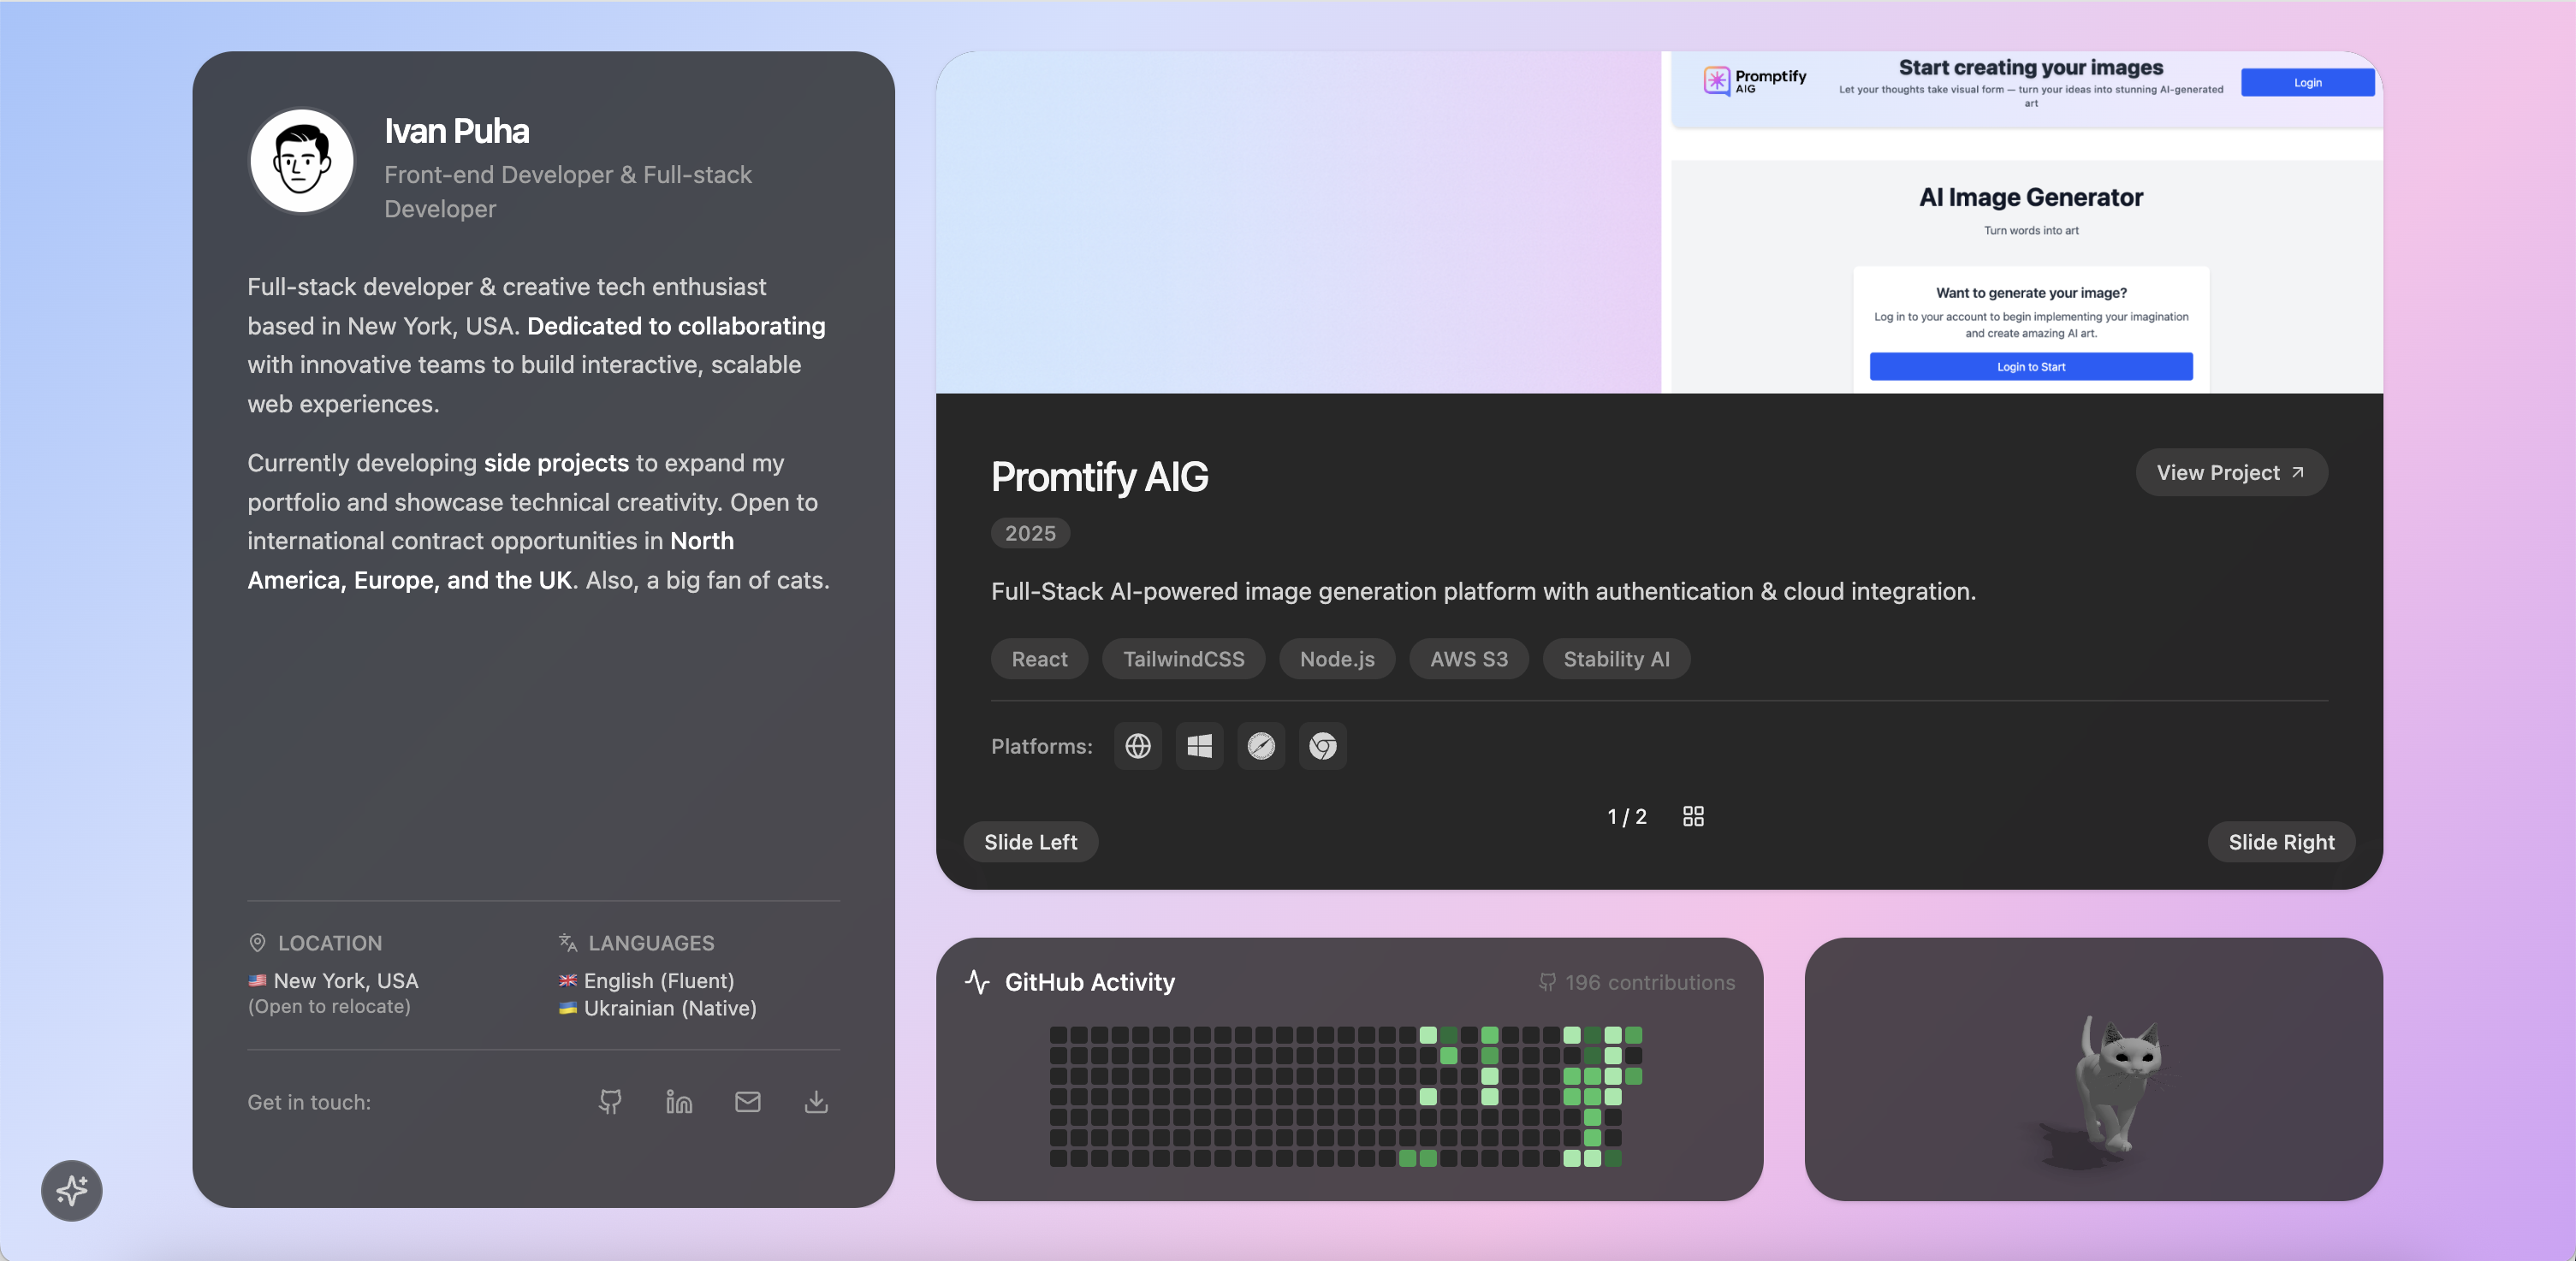 Ivan Puha
Front-end Developer & Full-stack
Developer
Full-stack developer & creative tech enthusiast
based in New York, USA. Dedicated to collaborating
with innovative teams to build interactive, scalable
web experiences.
Currently developing side projects to expand my
portfolio and showcase technical creativity. Open to
international contract opportunities in North
America, Europe, and the UK. Also, a big fan of cats.
LOCATION
🇺🇸 New York, USA
(Open to relocate)
LANGUAGES
🇬🇧 English (Fluent)
🇺🇦 Ukrainian (Native)
Get in touch:
Promptify
AIG
Start creating your images
Let your thoughts take visual form — turn your ideas into stunning AI-generated
art
Login
AI Image Generator
Turn words into art
Want to generate your image?
Log in to your account to begin implementing your imagination
and create amazing AI art.
Login to Start
Promtify AIG
View Project
2025
Full-Stack AI-powered image generation platform with authentication & cloud integration.
React TailwindCSS Node.js AWS S3 Stability AI
Platforms:
1 / 2
Slide Left
Slide Right
GitHub Activity
196 contributions